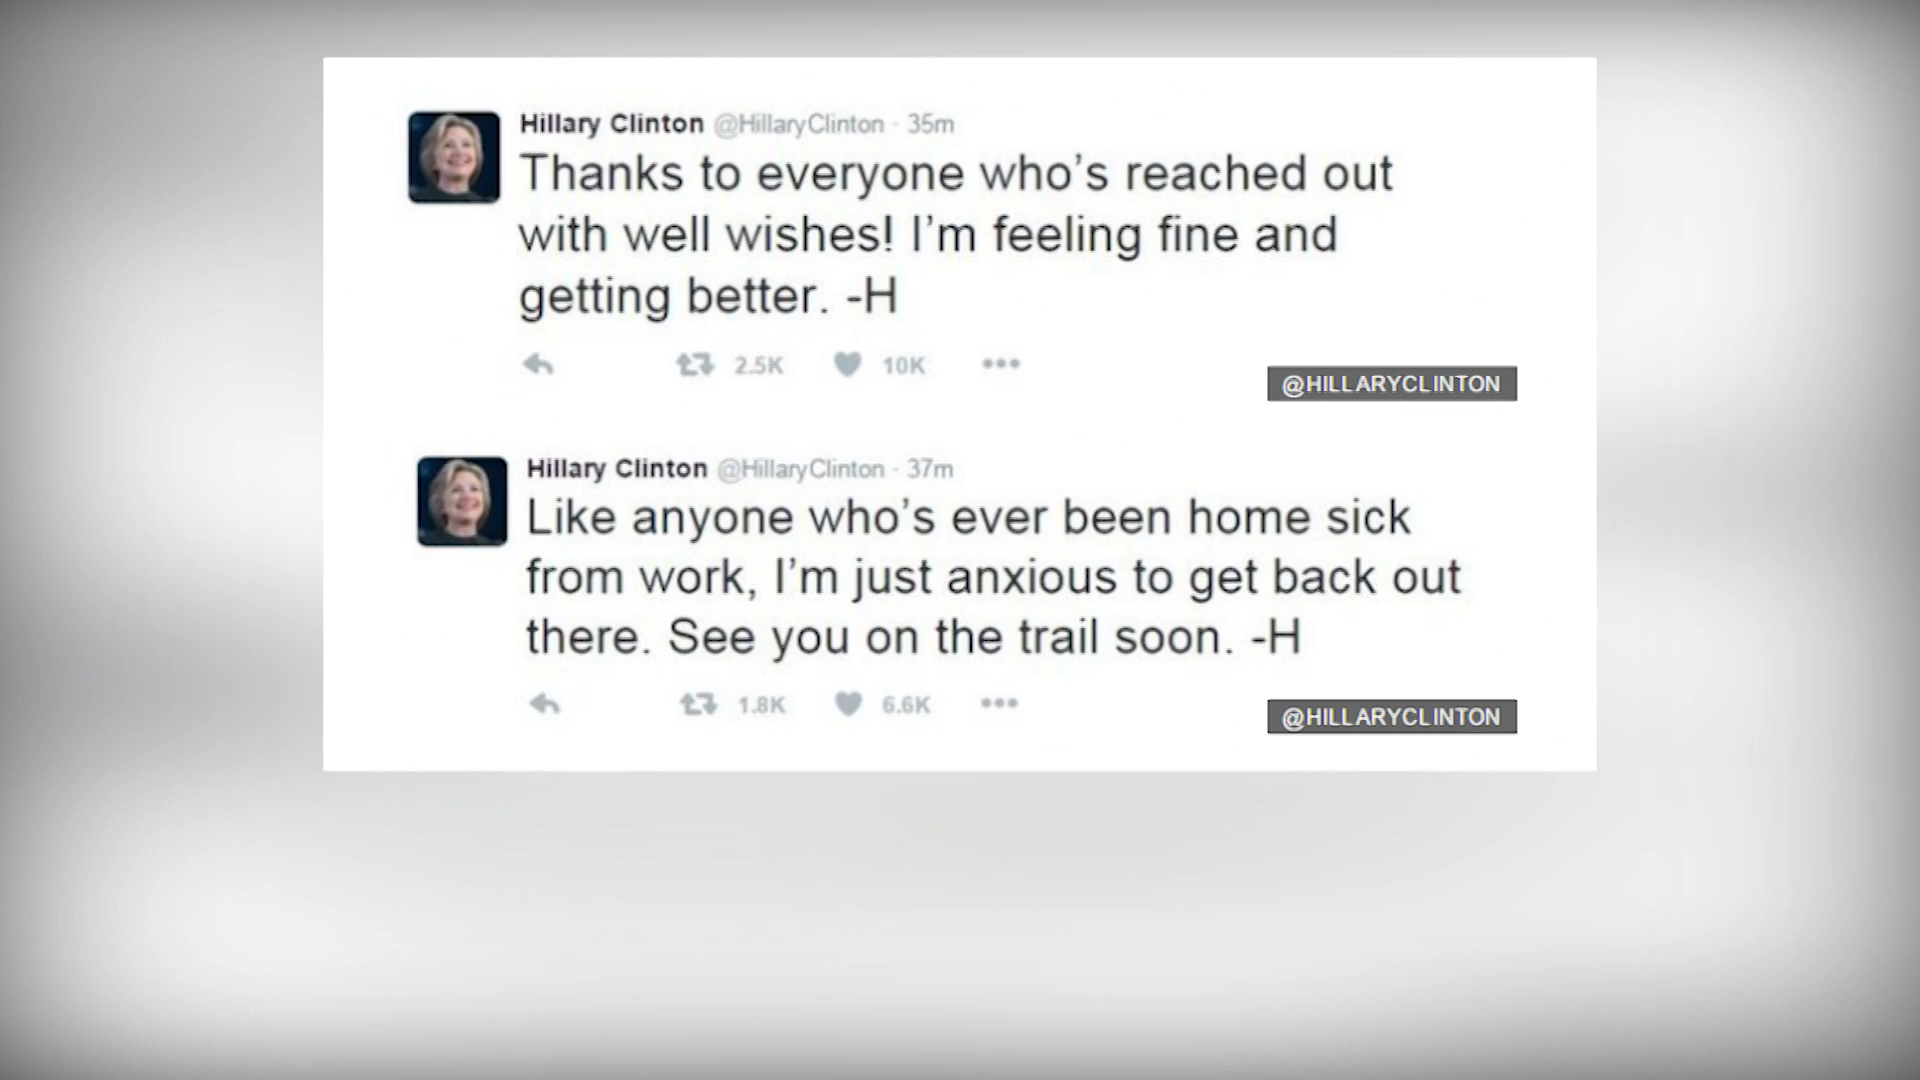 Hillary Clinton @HillaryClinton · 35m
Thanks to everyone who's reached out
with well wishes! I'm feeling fine and
getting better. -H
2.5K 10K
@HILLARYCLINTON
Hillary Clinton @HillaryClinton · 37m
Like anyone who's ever been home sick
from work, I'm just anxious to get back out
there. See you on the trail soon. -H
1.8K 6.6K
@HILLARYCLINTON